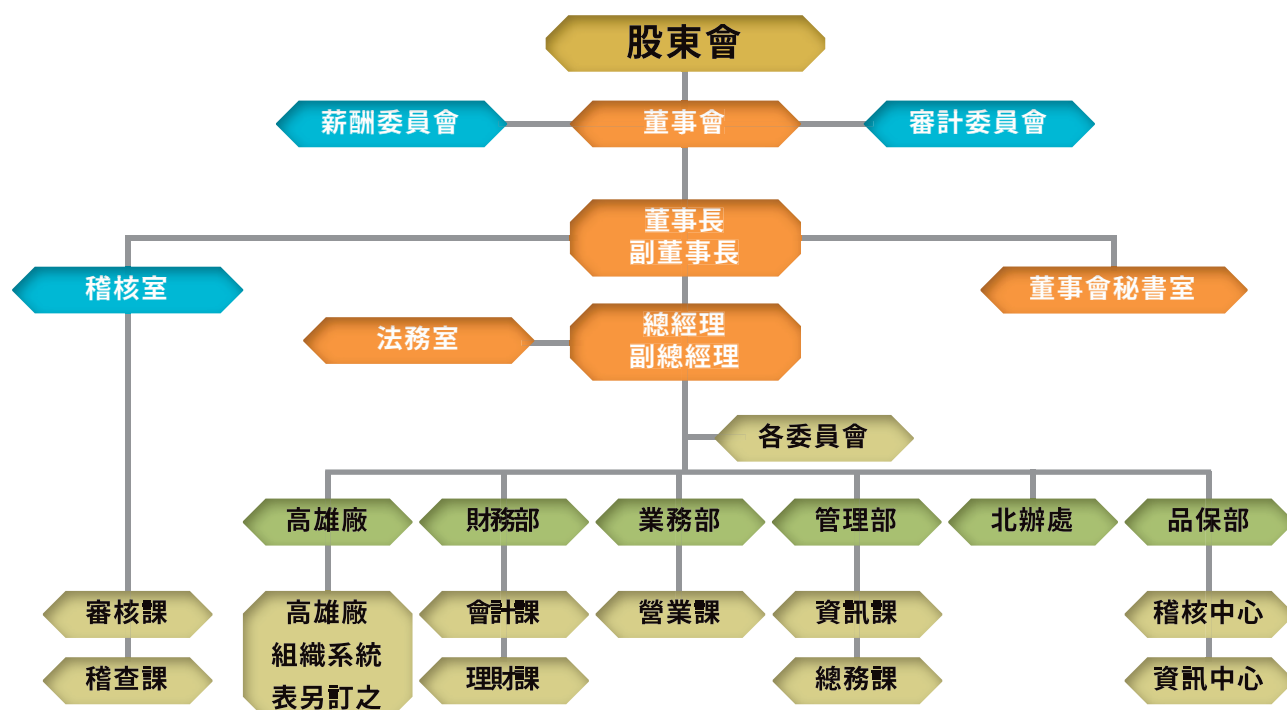 股東會
薪酬委員會
董事會
審計委員會
董事長
副董事長
稽核室
董事會秘書室
法務室
總經理
副總經理
各委員會
高雄廠
財務部
業務部
管理部
北辦處
品保部
審核課
高雄廠
組織系統
表另訂之
會計課
營業課
資訊課
稽核中心
稽查課
理財課
總務課
資訊中心